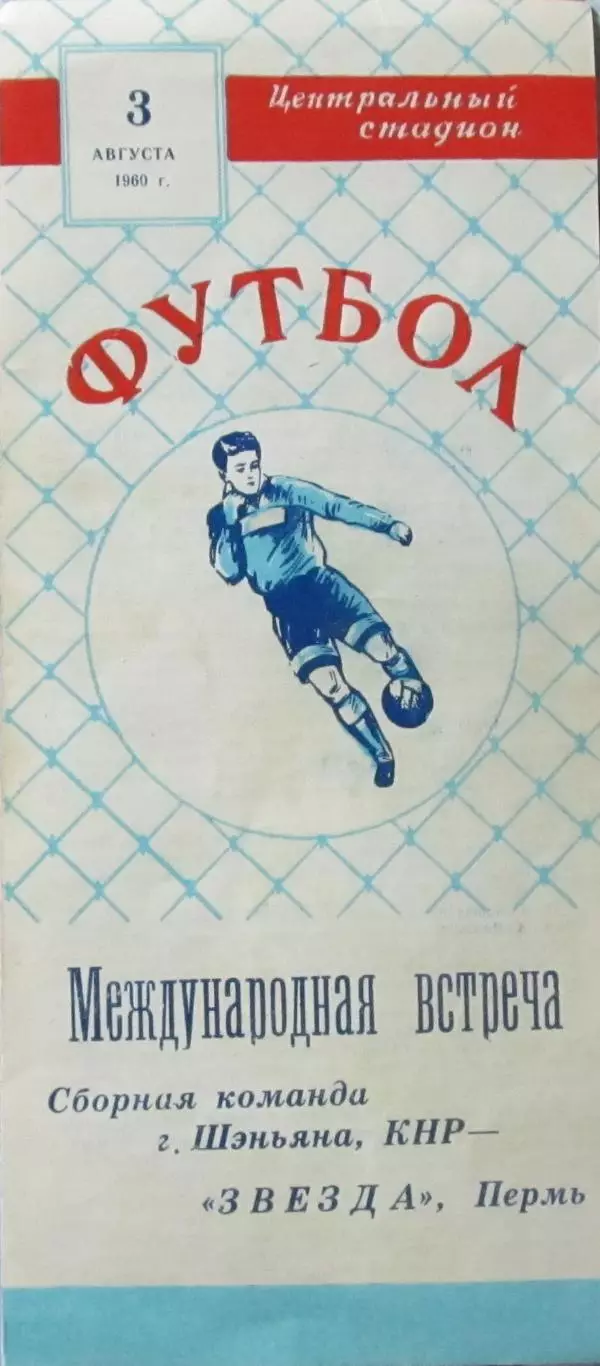 3
АВГУСТА
1960 г.
Центральный
стадион
ФУТБОЛ
Международная встреча
Сборная команда
г. Шэньяна, КНР—
«ЗВЕЗДА», Пермь